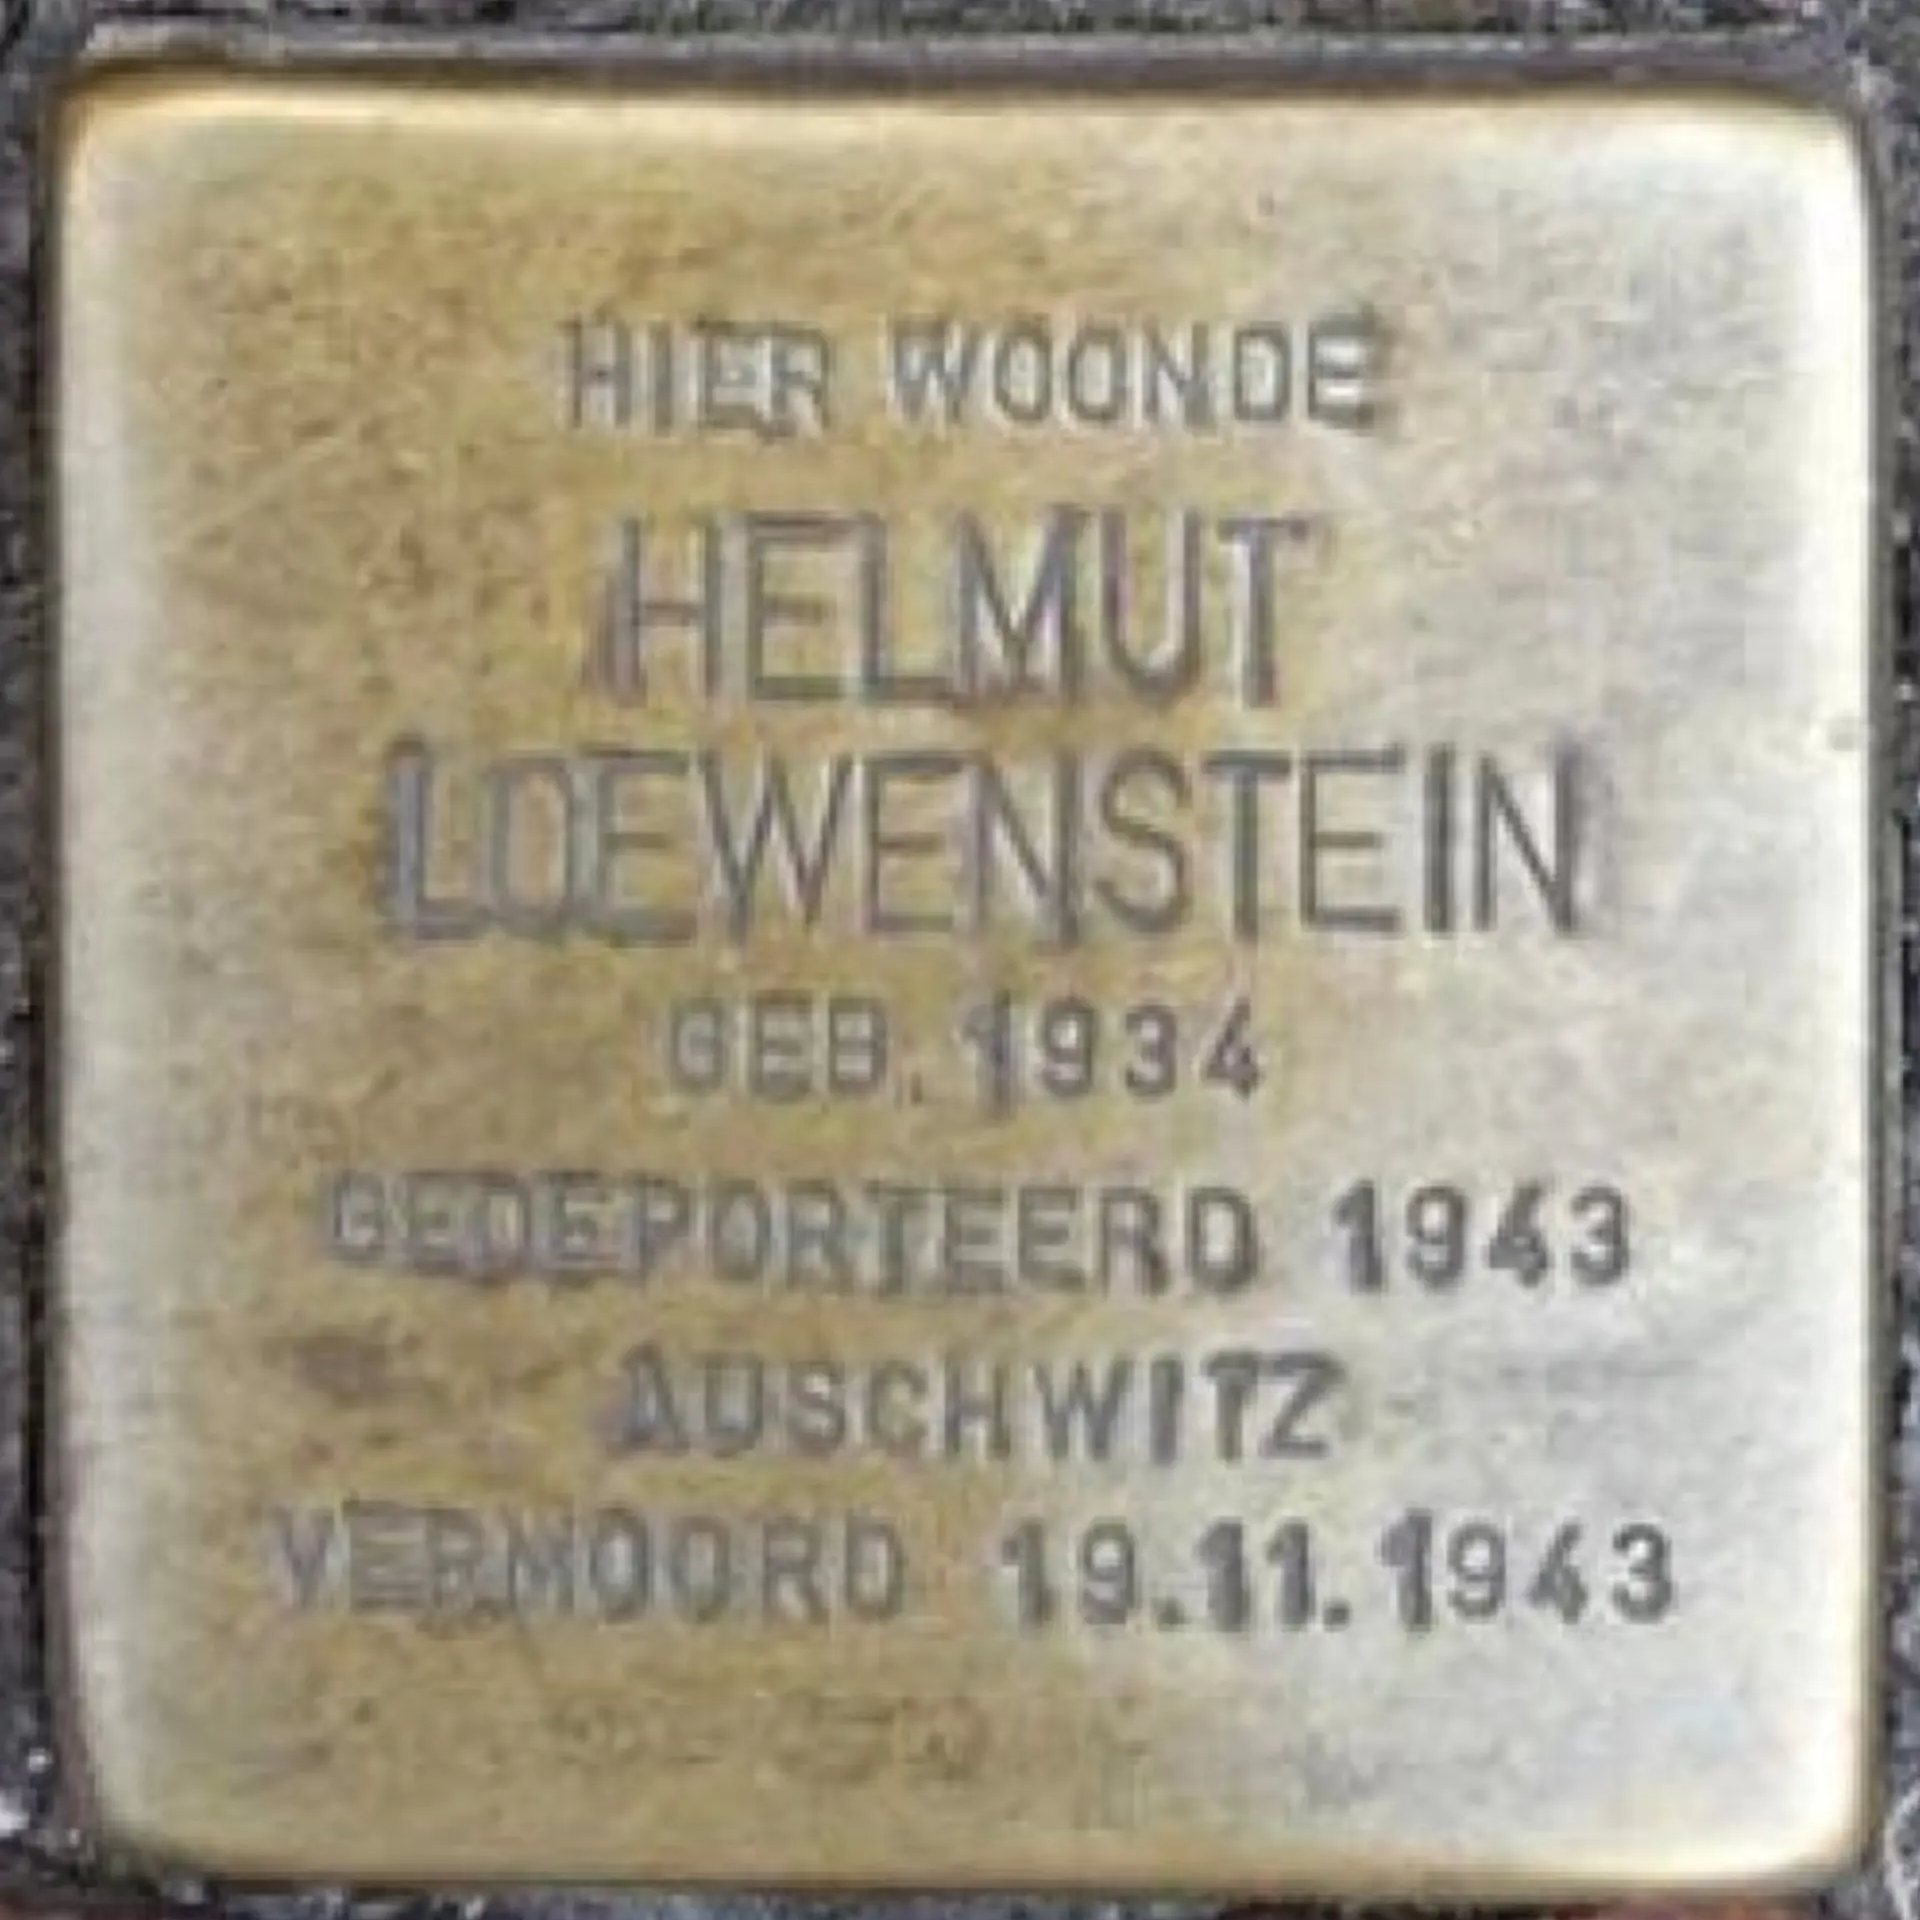 HIER WOONDE
HELMUT
LOEWENSTEIN
GEB. 1934
GEDEPORTEERD 1943
AUSCHWITZ
VERMOORD 19.11.1943